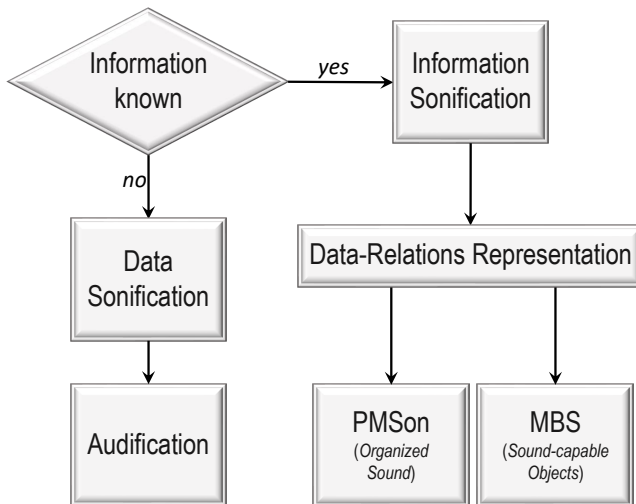 Information
known
yes
Information
Sonification
no
Data
Sonification
Data-Relations Representation
Audification
PMSon
(Organized
Sound)
MBS
(Sound-capable
Objects)